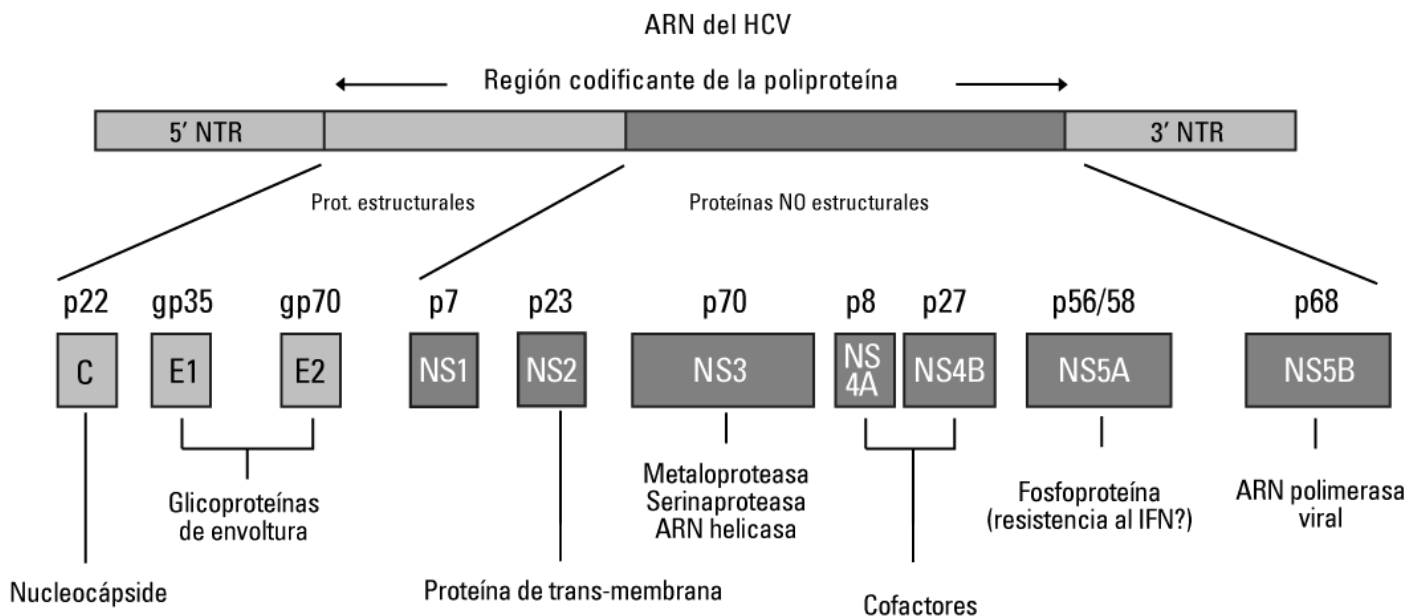 ARN del HCV
Región codificante de la poliproteína
5′ NTR
3′ NTR
Prot. estructurales
Proteínas NO estructurales
p22
gp35
gp70
p7
p23
p70
p8
p27
p56/58
p68
C
E1
E2
NS1
NS2
NS3
NS
4A
NS4B
NS5A
NS5B
Glicoproteínas
de envoltura
Metaloproteasa
Serinaproteasa
ARN helicasa
Fosfoproteína
(resistencia al IFN?)
ARN polimerasa
viral
Nucleocápside
Proteína de trans-membrana
Cofactores